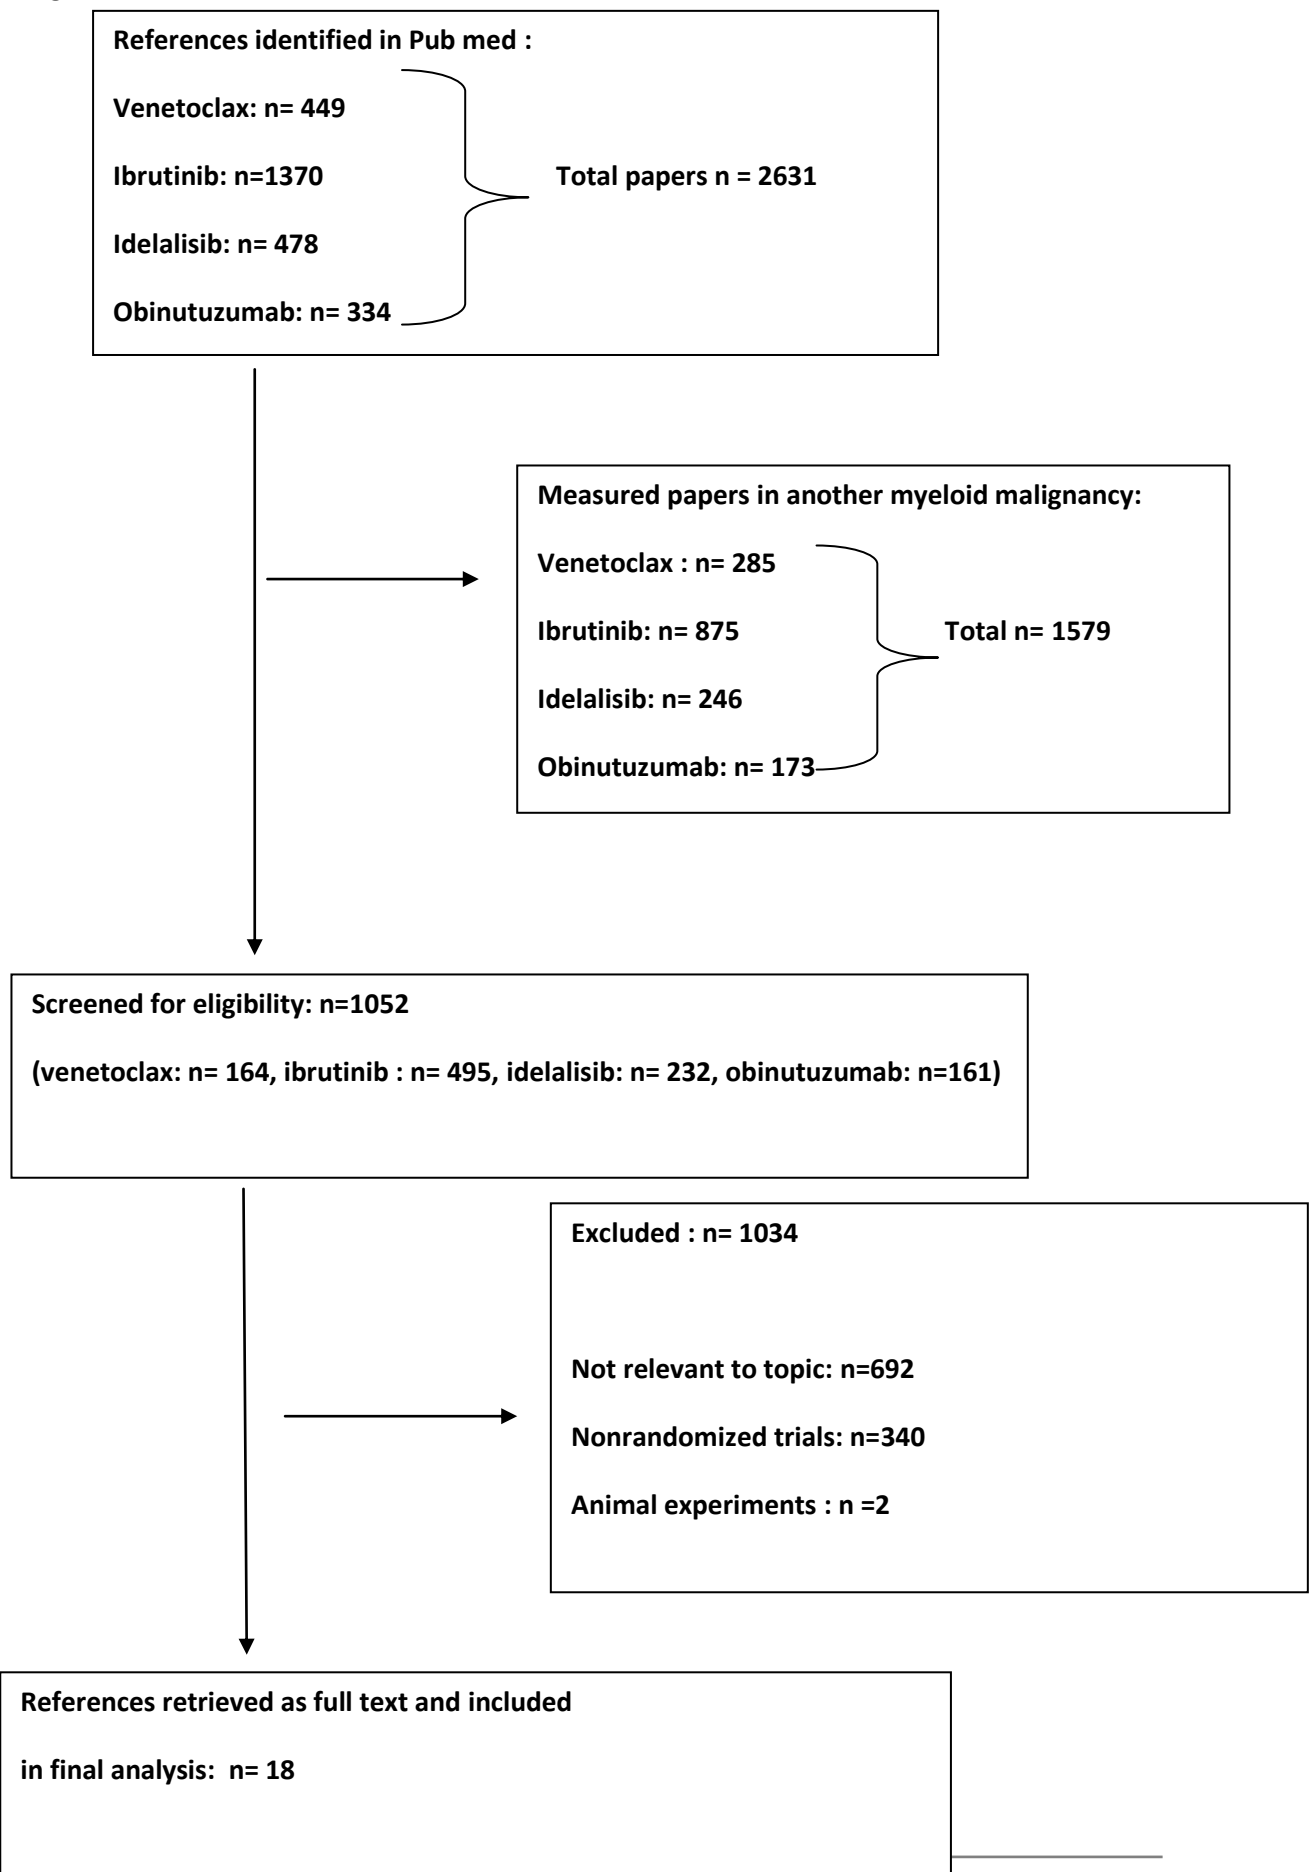 References identified in Pub med :
Venetoclax: n= 449
Ibrutinib: n=1370
Total papers n = 2631
Idelalisib: n= 478
Obinutuzumab: n= 334
Measured papers in another myeloid malignancy:
Venetoclax : n= 285
Ibrutinib: n= 875
Total n= 1579
Idelalisib: n= 246
Obinutuzumab: n= 173
Screened for eligibility: n=1052
(venetoclax: n= 164, ibrutinib : n= 495, idelalisib: n= 232, obinutuzumab: n=161)
Excluded : n= 1034
Not relevant to topic: n=692
Nonrandomized trials: n=340
Animal experiments : n =2
References retrieved as full text and included
in final analysis:  n= 18